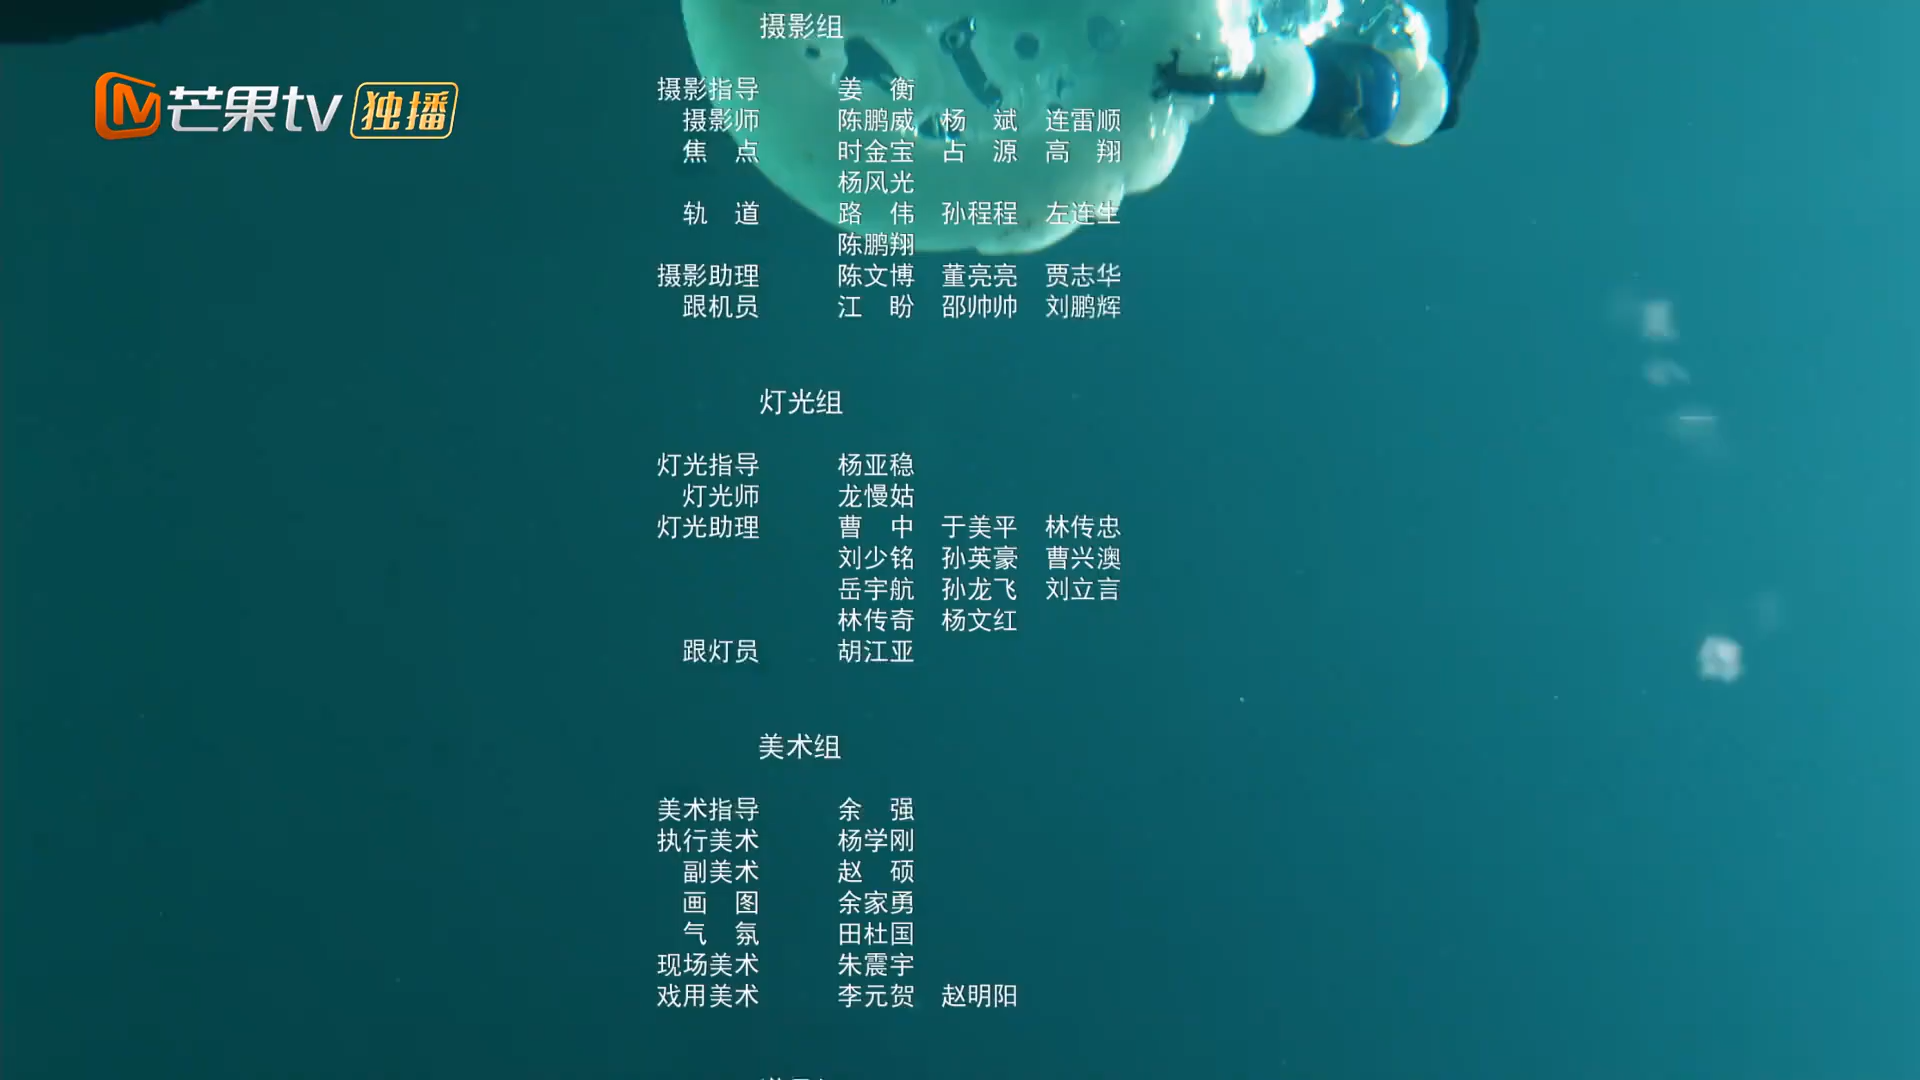 摄影组
芒果tv 独播
摄影指导 姜 衡
摄影师 陈鹏威 杨 斌 连雷顺
焦 点 时金宝 占 源 高 翔
杨风光
轨 道 路 伟 孙程程 左连生
陈鹏翔
摄影助理 陈文博 董亮亮 贾志华
跟机员 江 盼 邵帅帅 刘鹏辉
灯光组
灯光指导 杨亚稳
灯光师 龙慢姑
灯光助理 曹 中 于美平 林传忠
刘少铭 孙英豪 曹兴澳
岳宇航 孙龙飞 刘立言
林传奇 杨文红
跟灯员 胡江亚
美术组
美术指导 余 强
执行美术 杨学刚
副美术 赵 硕
画 图 余家勇
气 氛 田杜国
现场美术 朱震宇
戏用美术 李元贺 赵明阳